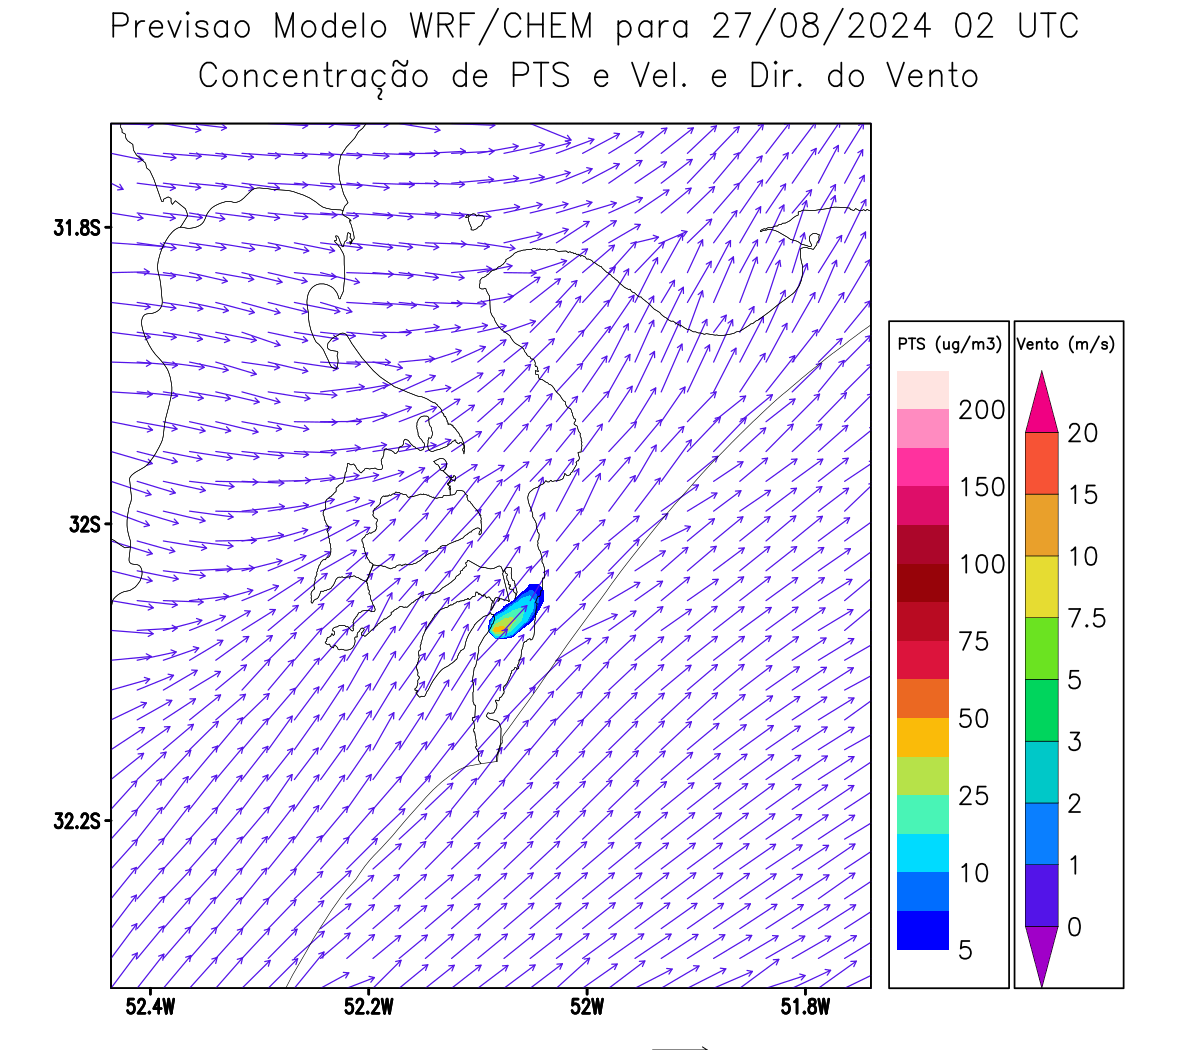 Previsao Modelo WRF/CHEM para 27/08/2024 02 UTC
Concentração de PTS e Vel. e Dir. do Vento
31.8S
32S
32.2S
52.4W
52.2W
52W
51.8W
PTS (ug/m3)
200
150
100
75
50
25
10
5
Vento (m/s)
20
15
10
7.5
5
3
2
1
0